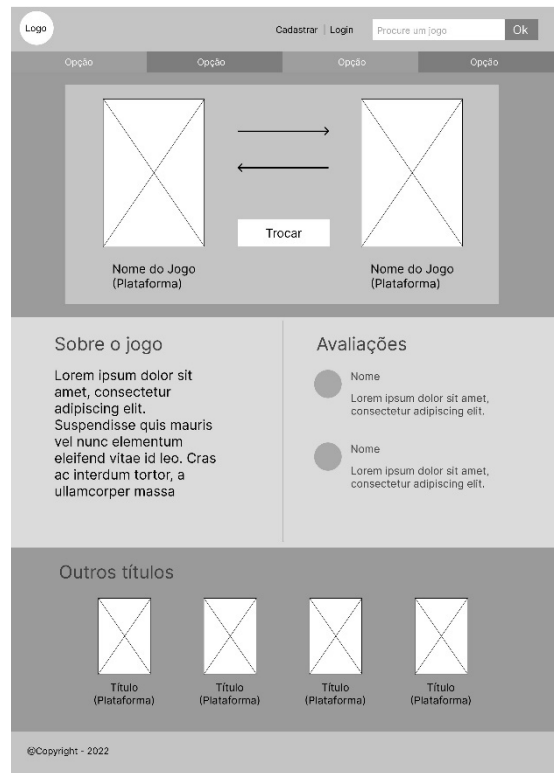 Logo
Cadastrar | Login
Procure um jogo
Ok
Opção
Opção
Opção
Opção
Trocar
Nome do Jogo
(Plataforma)
Nome do Jogo
(Plataforma)
Sobre o jogo
Lorem ipsum dolor sit
amet, consectetur
adipiscing elit.
Suspendisse quis mauris
vel nunc elementum
eleifend vitae id leo. Cras
ac interdum tortor, a
ullamcorper massa
Avaliações
Nome
Lorem ipsum dolor sit amet,
consectetur adipiscing elit.
Nome
Lorem ipsum dolor sit amet,
consectetur adipiscing elit.
Outros títulos
Título
(Plataforma)
Título
(Plataforma)
Título
(Plataforma)
Título
(Plataforma)
@Copyright - 2022